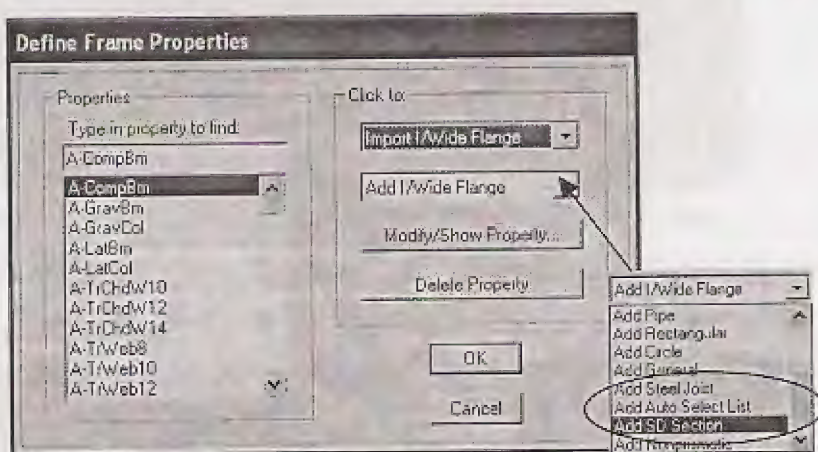 Define Frame Properties
Properties
Type in property to find:
A-CompBm
A-CompBm
A-GravBm
A-GravCol
A-LatBm
A-LatCol
A-TrChdW10
A-TrChdW12
A-TrChdW14
A-TrWeb8
A-TrWeb10
A-TrWeb12
Click to:
Import I/Wide Flange
Add I/Wide Flange
Modify/Show Property...
Delete Property
OK
Cancel
Add I/Wide Flange
Add Pipe
Add Rectangular
Add Circle
Add General
Add Steel Joist
Add Auto Select List
Add SD Section
Add Nonprismatic